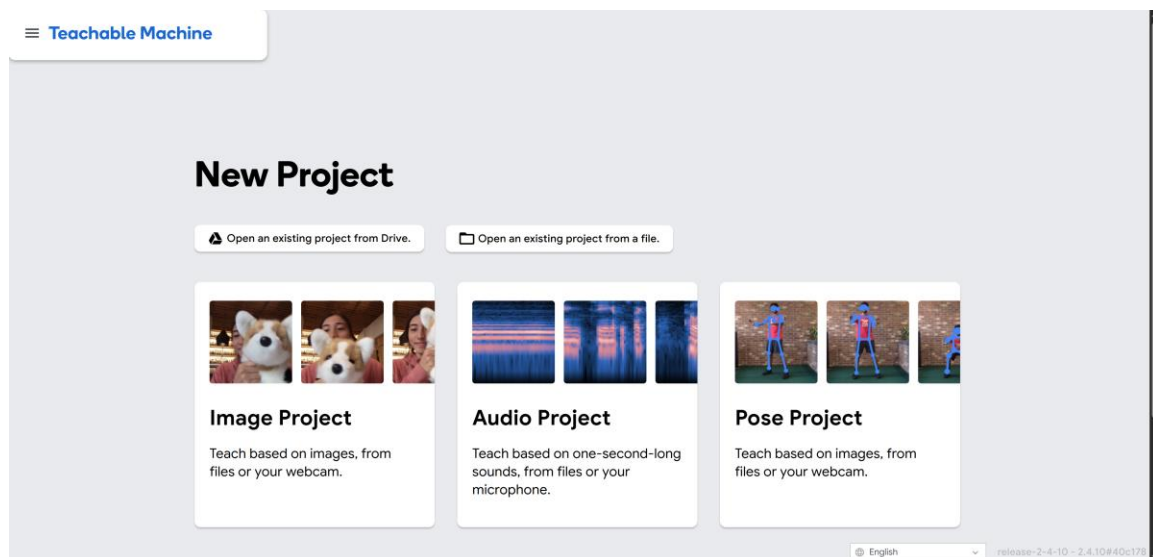 Teachable Machine
New Project
Open an existing project from Drive.
Open an existing project from a file.
Image Project
Teach based on images, from
files or your webcam.
Audio Project
Teach based on one-second-long
sounds, from files or your
microphone.
Pose Project
Teach based on images, from
files or your webcam.
English
release-2-4-10 - 2.4.10#40c178